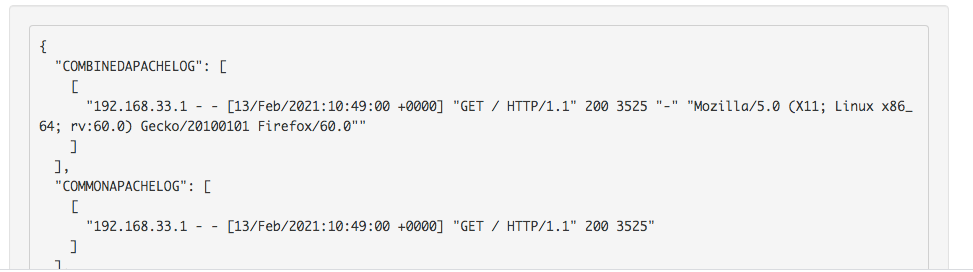 {
"COMBINEDAPACHELOG": [
[
"192.168.33.1 - - [13/Feb/2021:10:49:00 +0000] "GET / HTTP/1.1" 200 3525 "-" "Mozilla/5.0 (X11; Linux x86_
64; rv:60.0) Gecko/20100101 Firefox/60.0""
]
],
"COMMONAPACHELOG": [
[
"192.168.33.1 - - [13/Feb/2021:10:49:00 +0000] "GET / HTTP/1.1" 200 3525"
]
]